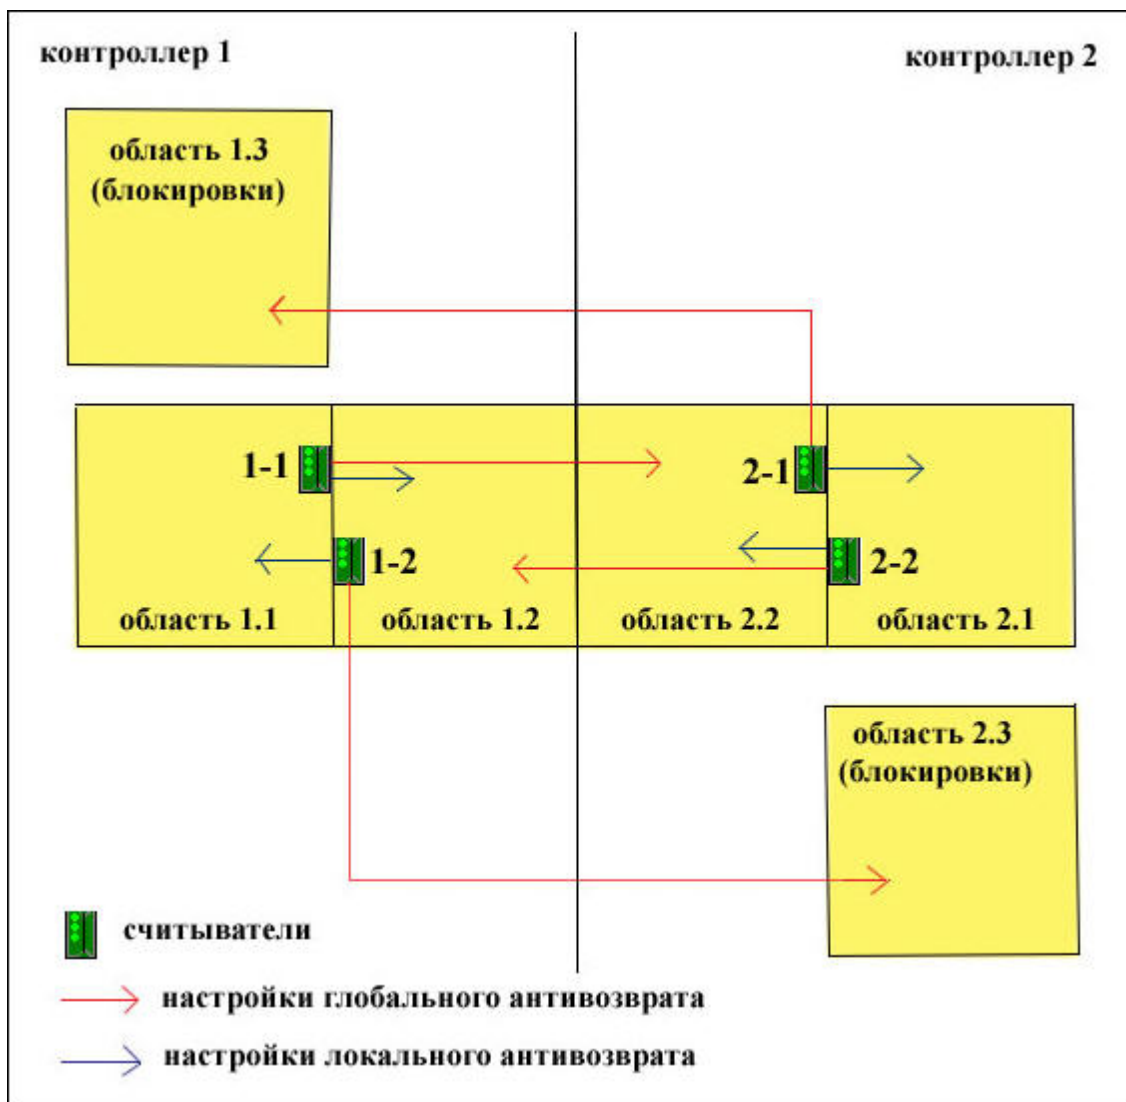 контроллер 1
контроллер 2
область 1.3
(блокировки)
1-1
2-1
1-2
2-2
область 1.1
область 1.2
область 2.2
область 2.1
область 2.3
(блокировки)
считыватели
настройки глобального антивозврата
настройки локального антивозврата